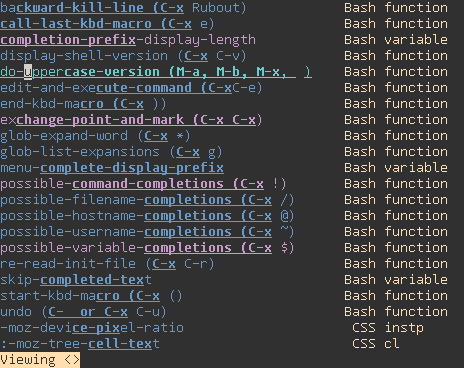 backward-kill-line (C-x Rubout) Bash function
call-last-kbd-macro (C-x e) Bash function
completion-prefix-display-length Bash variable
display-shell-version (C-x C-v) Bash function
do-uppercase-version (M-a, M-b, M-x, _ ) Bash function
edit-and-execute-command (C-xC-e) Bash function
end-kbd-macro (C-x )) Bash function
exchange-point-and-mark (C-x C-x) Bash function
glob-expand-word (C-x *) Bash function
glob-list-expansions (C-x g) Bash function
menu-complete-display-prefix Bash variable
possible-command-completions (C-x !) Bash function
possible-filename-completions (C-x /) Bash function
possible-hostname-completions (C-x @) Bash function
possible-username-completions (C-x ~) Bash function
possible-variable-completions (C-x $) Bash function
re-read-init-file (C-x C-r) Bash function
skip-completed-text Bash variable
start-kbd-macro (C-x () Bash function
undo (C-_ or C-x C-u) Bash function
-moz-device-pixel-ratio CSS instp
:-moz-tree-cell-text CSS cl
Viewing <>